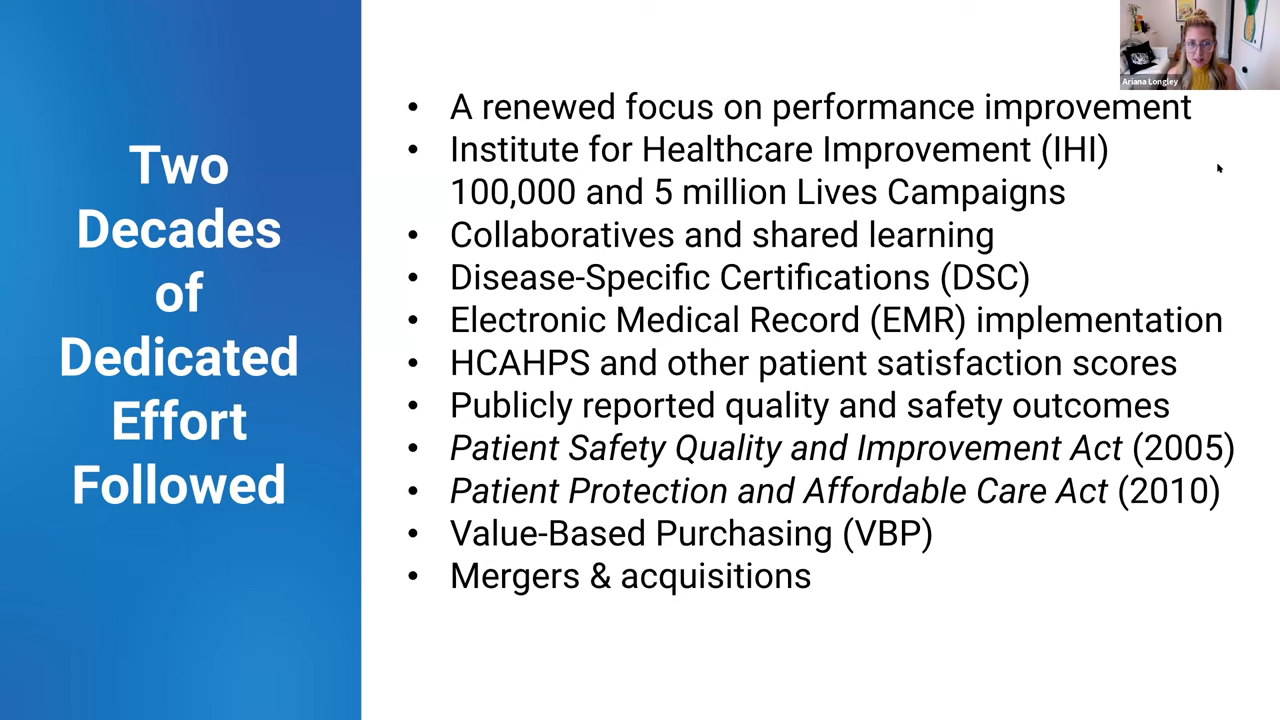 Two
Decades
of
Dedicated
Effort
Followed
• A renewed focus on performance improvement
• Institute for Healthcare Improvement (IHI)
100,000 and 5 million Lives Campaigns
• Collaboratives and shared learning
• Disease-Specific Certifications (DSC)
• Electronic Medical Record (EMR) implementation
• HCAHPS and other patient satisfaction scores
• Publicly reported quality and safety outcomes
• Patient Safety Quality and Improvement Act (2005)
• Patient Protection and Affordable Care Act (2010)
• Value-Based Purchasing (VBP)
• Mergers & acquisitions
Ariana Longley